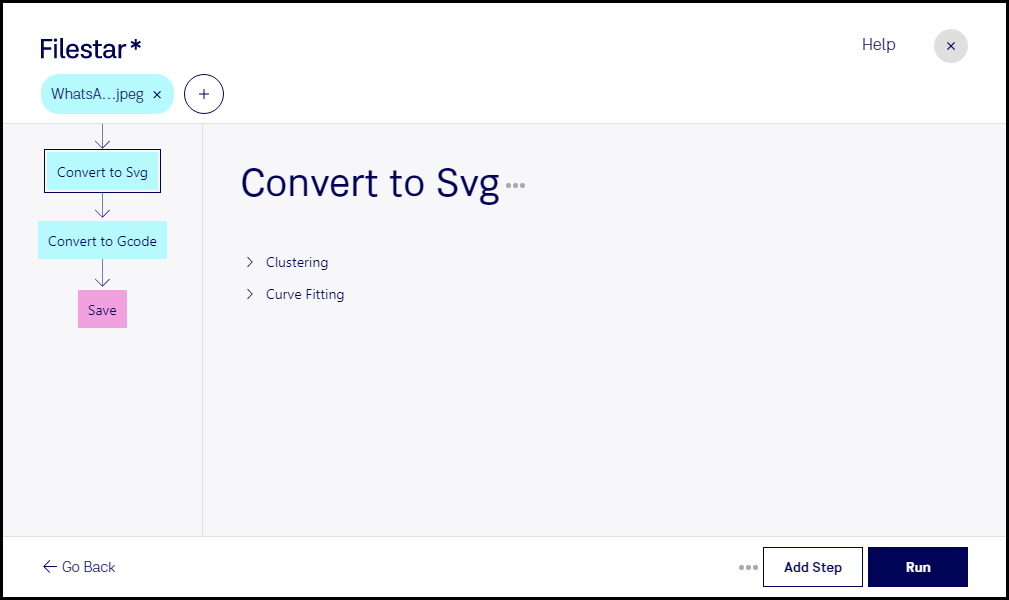 Filestar*
Help
WhatsA...jpeg
Convert to Svg
Convert to Gcode
Save
Convert to Svg
Clustering
Curve Fitting
Go Back
Add Step
Run